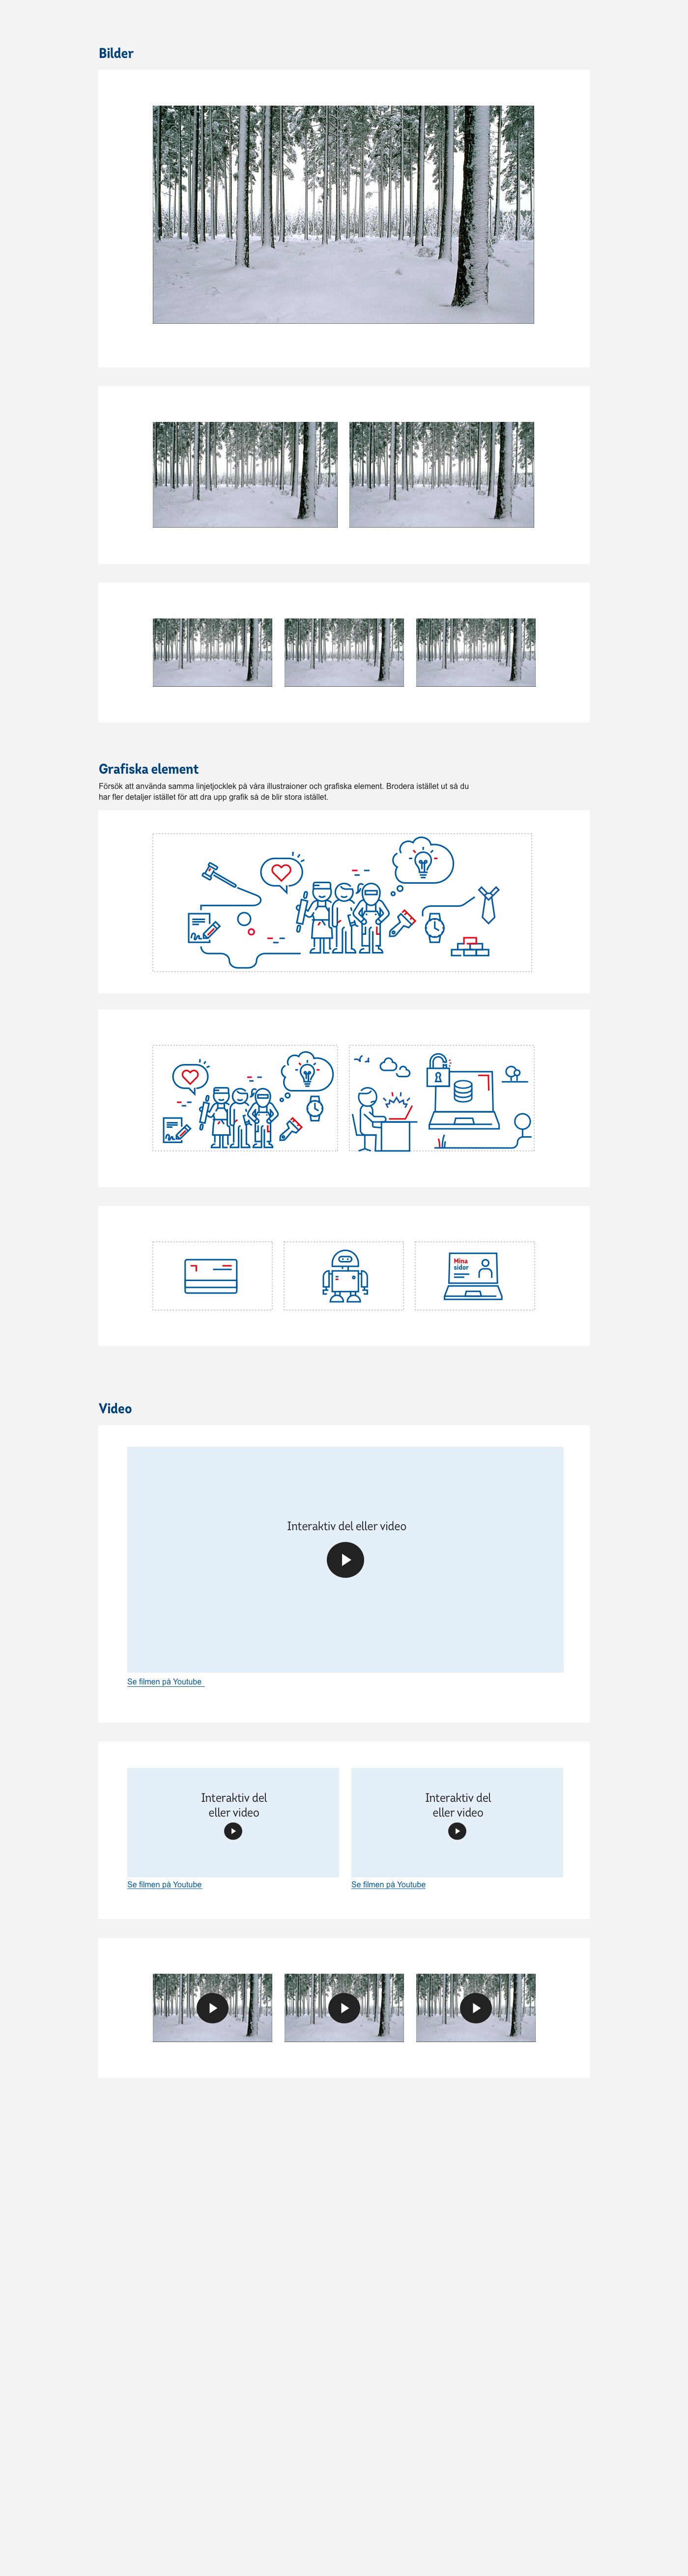 Bilder
Grafiska element
Försök att använda samma linjetjocklek på våra illustraioner och grafiska element. Brodera istället ut så du
har fler detaljer istället för att dra upp grafik så de blir stora istället.
Mina
sidor
Video
Interaktiv del eller video
Se filmen på Youtube
Interaktiv del
eller video
Se filmen på Youtube
Interaktiv del
eller video
Se filmen på Youtube